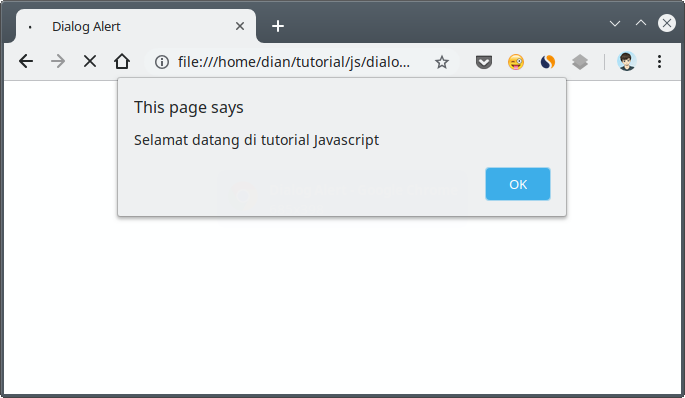 Dialog Alert
file:///home/dian/tutorial/js/dialo...
This page says
Selamat datang di tutorial Javascript
OK